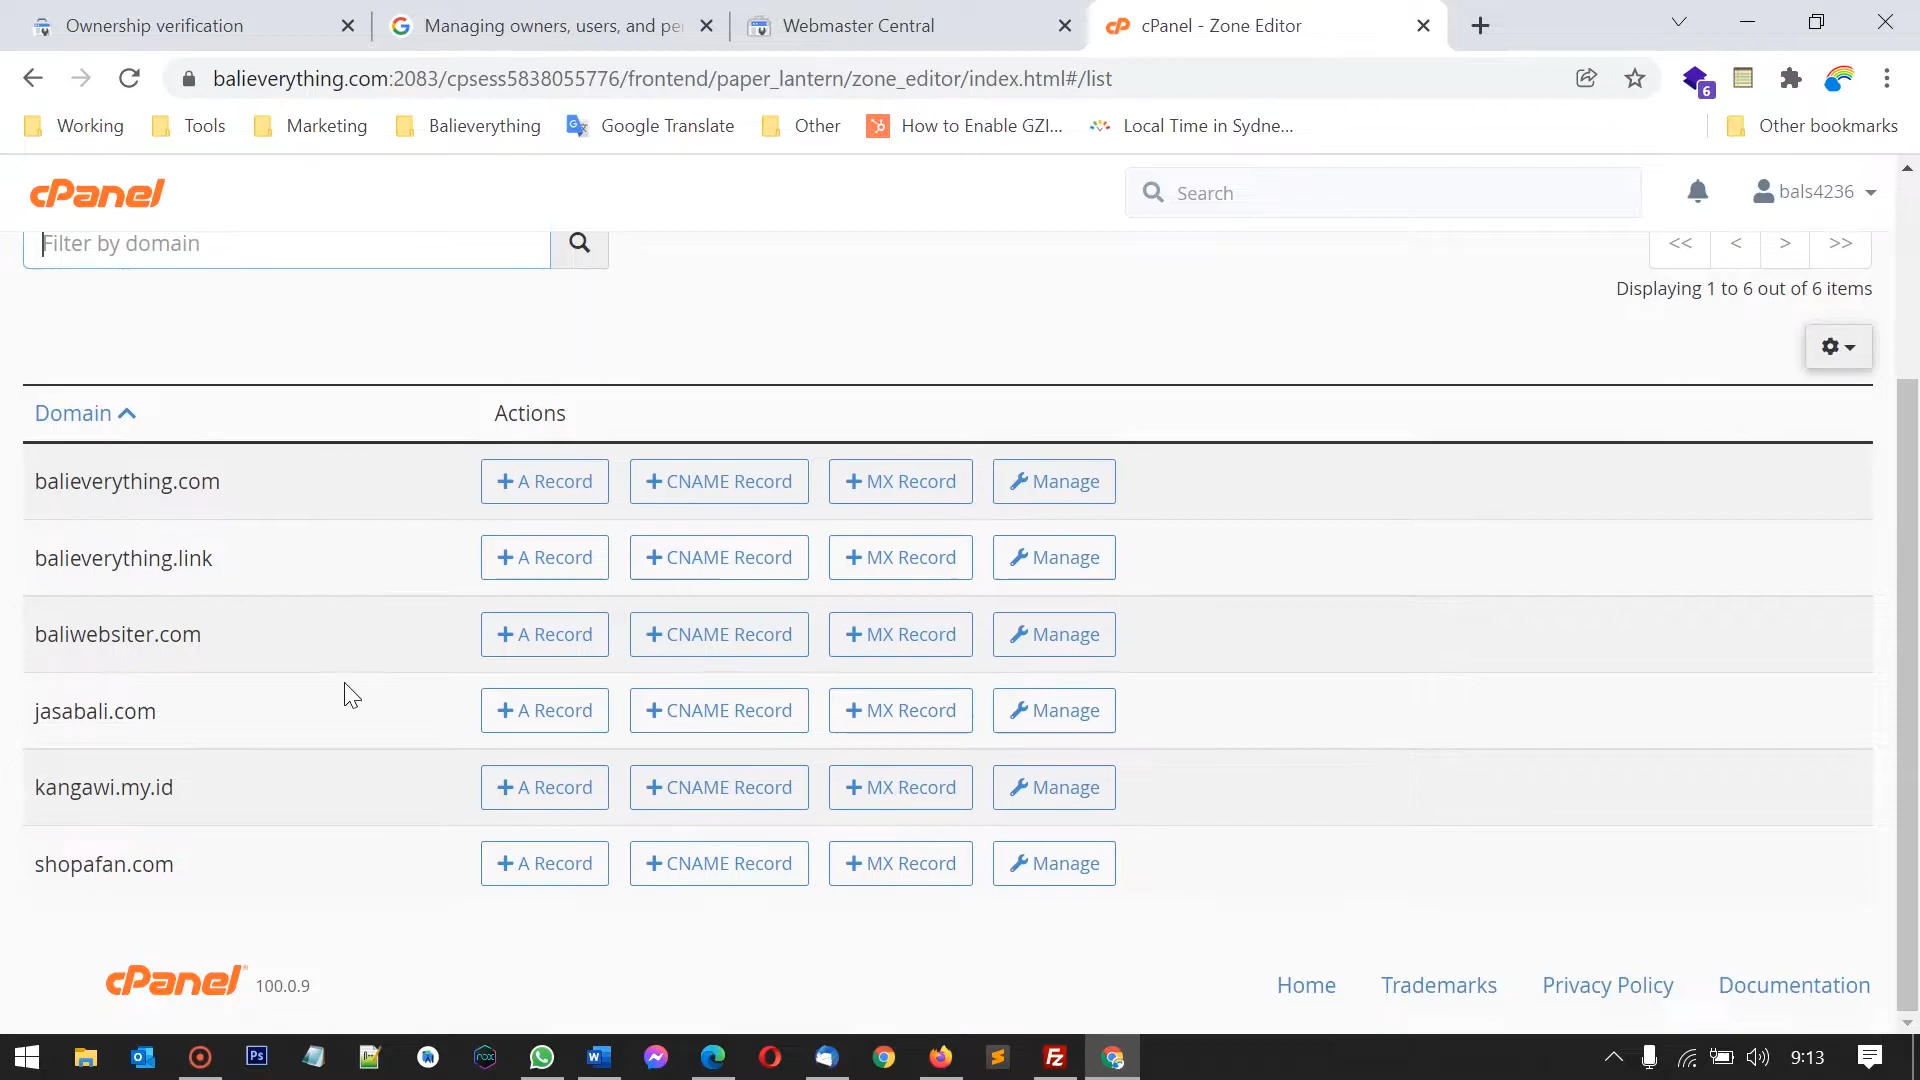 Ownership verification
Managing owners, users, and pe
Webmaster Central
cPanel - Zone Editor
balieverything.com:2083/cpsess5838055776/frontend/paper_lantern/zone_editor/index.html#/list
6
Working
Tools
Marketing
Balieverything
Google Translate
Other
How to Enable GZI...
Local Time in Sydne...
Other bookmarks
cPanel
Search
bals4236
Filter by domain
<< < > >>
Displaying 1 to 6 out of 6 items
Domain Actions
balieverything.com + A Record + CNAME Record + MX Record Manage
balieverything.link + A Record + CNAME Record + MX Record Manage
baliwebsiter.com + A Record + CNAME Record + MX Record Manage
jasabali.com + A Record + CNAME Record + MX Record Manage
kangawi.my.id + A Record + CNAME Record + MX Record Manage
shopafan.com + A Record + CNAME Record + MX Record Manage
cPanel® 100.0.9
Home Trademarks Privacy Policy Documentation
9:13